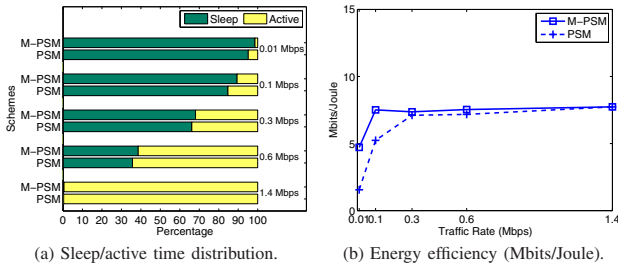 (a)
Sleep Active
Schemes
M-PSM
PSM
0.01 Mbps
M-PSM
PSM
0.1 Mbps
M-PSM
PSM
0.3 Mbps
M-PSM
PSM
0.6 Mbps
M-PSM
PSM
1.4 Mbps
0 10 20 30 40 50 60 70 80 90 100
Percentage
(a) Sleep/active time distribution.
(b)
M-PSM
PSM
Mbits/Joule
15
10
5
0
0.01 0.1 0.3 0.6 1.4
Traffic Rate (Mbps)
(b) Energy efficiency (Mbits/Joule).